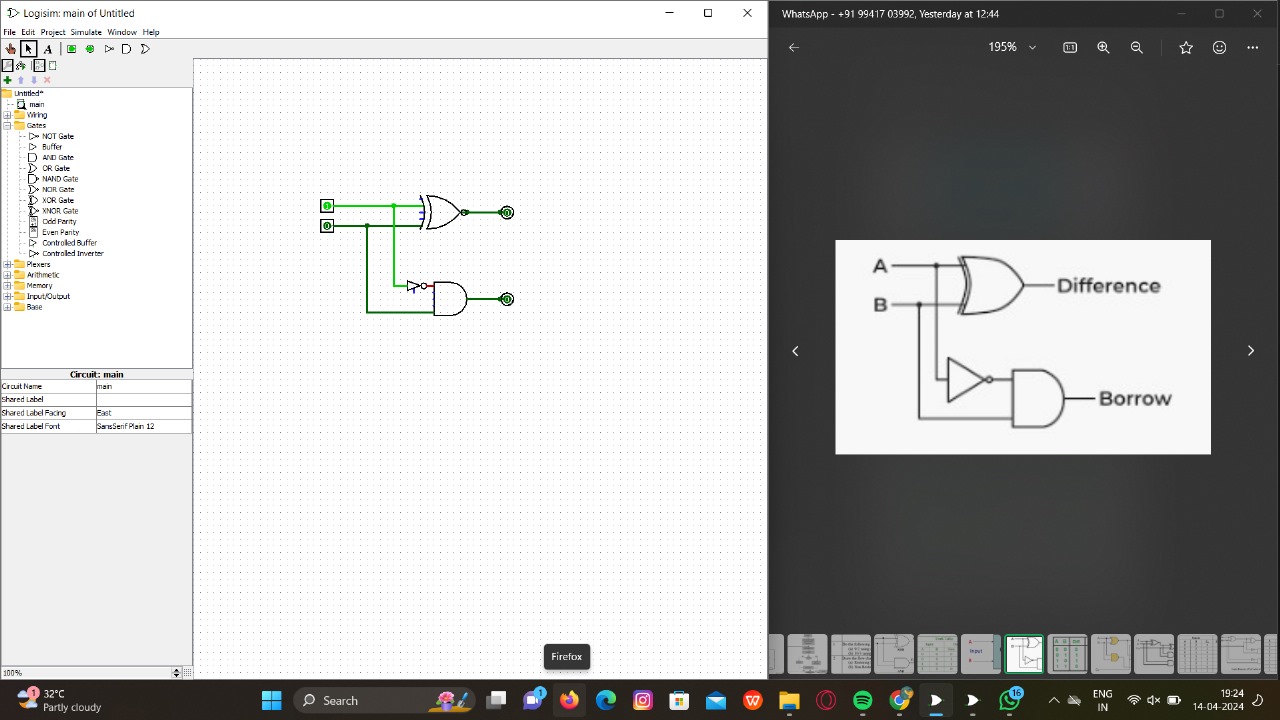 Logisim: main of Untitled
File Edit Project Simulate Window Help
A
Untitled*
main
Wiring
Gates
NOT Gate
Buffer
AND Gate
OR Gate
NAND Gate
NOR Gate
XOR Gate
XNOR Gate
Odd Parity
Even Parity
Controlled Buffer
Controlled Inverter
Plexers
Arithmetic
Memory
Input/Output
Base
Circuit: main
Circuit Name main
Shared Label
Shared Label Facing East
Shared Label Font SansSerif Plain 12
100%
WhatsApp - +91 99417 03992, Yesterday at 12:44
195%
1:1
A
B
Difference
Borrow
Firefox
1
32°C
Partly cloudy
Search
1
16
ENG
IN
19:24
14-04-2024